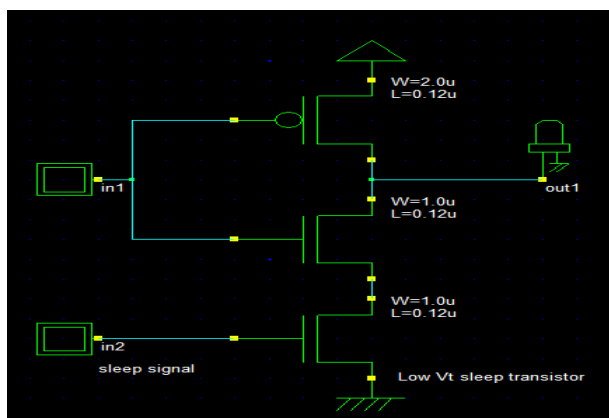 W=2.0u
L=0.12u
in1
out1
W=1.0u
L=0.12u
W=1.0u
L=0.12u
in2
sleep signal
Low Vt sleep transistor